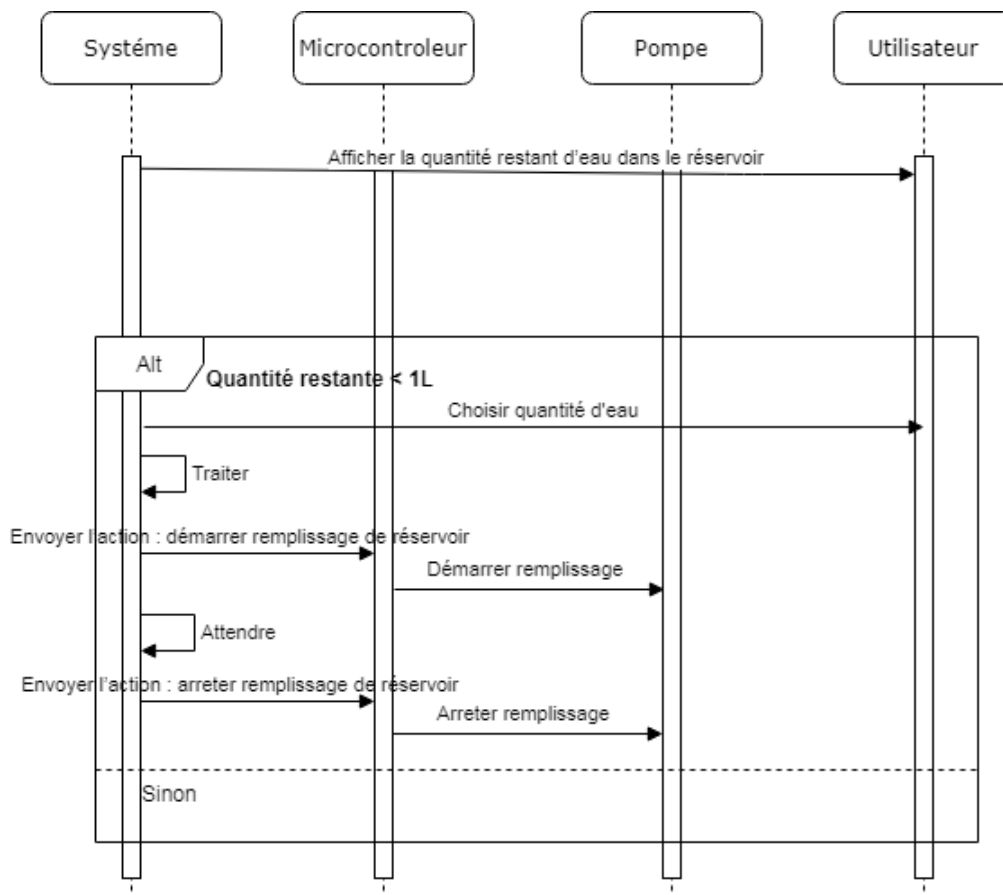 Systéme
Microcontroleur
Pompe
Utilisateur
Afficher la quantité restant d'eau dans le réservoir
Alt
Quantité restante < 1L
Choisir quantité d'eau
Traiter
Envoyer l'action : démarrer remplissage de réservoir
Démarrer remplissage
Attendre
Envoyer l'action : arreter remplissage de réservoir
Arreter remplissage
Sinon